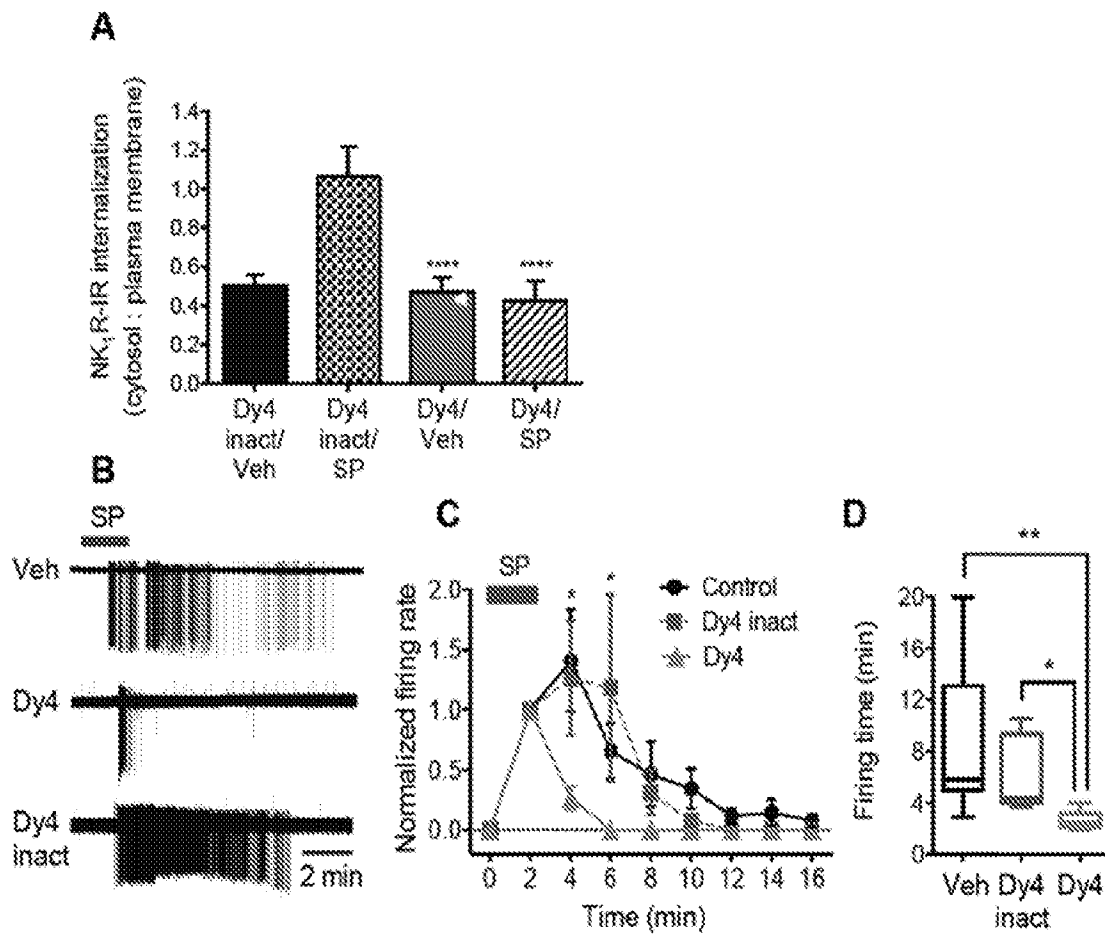 A
NK1R-IR internalization
(cytosol : plasma membrane)
1.4
1.2
1.0
0.8
0.6
0.4
0.2
0.0
****
****
Dy4 inact/ Veh
Dy4 inact/ SP
Dy4/ Veh
Dy4/ SP
B
SP
Veh
Dy4
Dy4 inact
2 min
C
SP
Normalized firing rate
2.0
1.5
1.0
0.5
0.0
*
*
Control
Dy4 inact
Dy4
0 2 4 6 8 10 12 14 16
Time (min)
D
**
*
Firing time (min)
20
16
12
8
4
0
Veh Dy4 inact Dy4